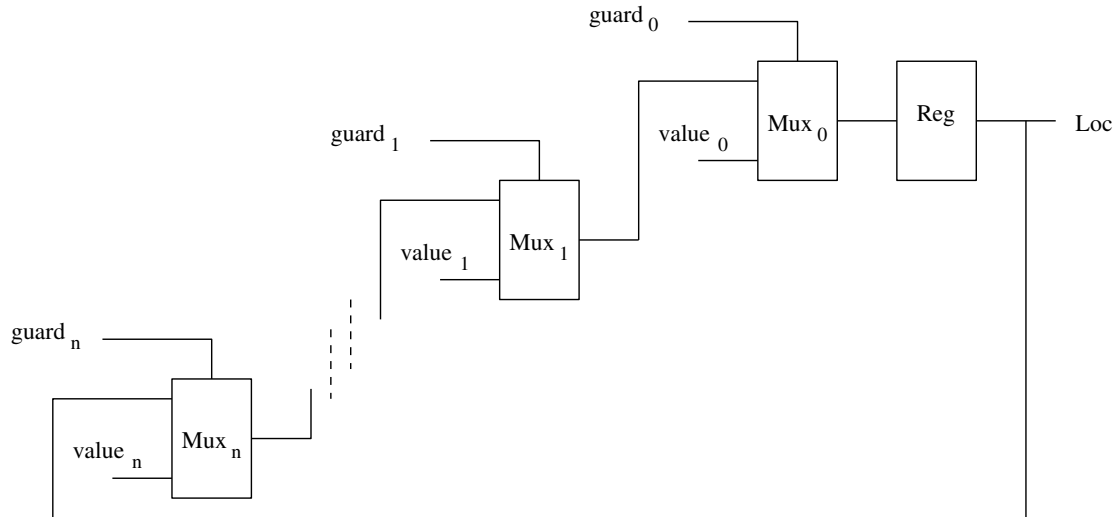 guard 0
Mux 0
Reg
Loc
value 0
guard 1
Mux 1
value 1
guard n
Mux n
value n